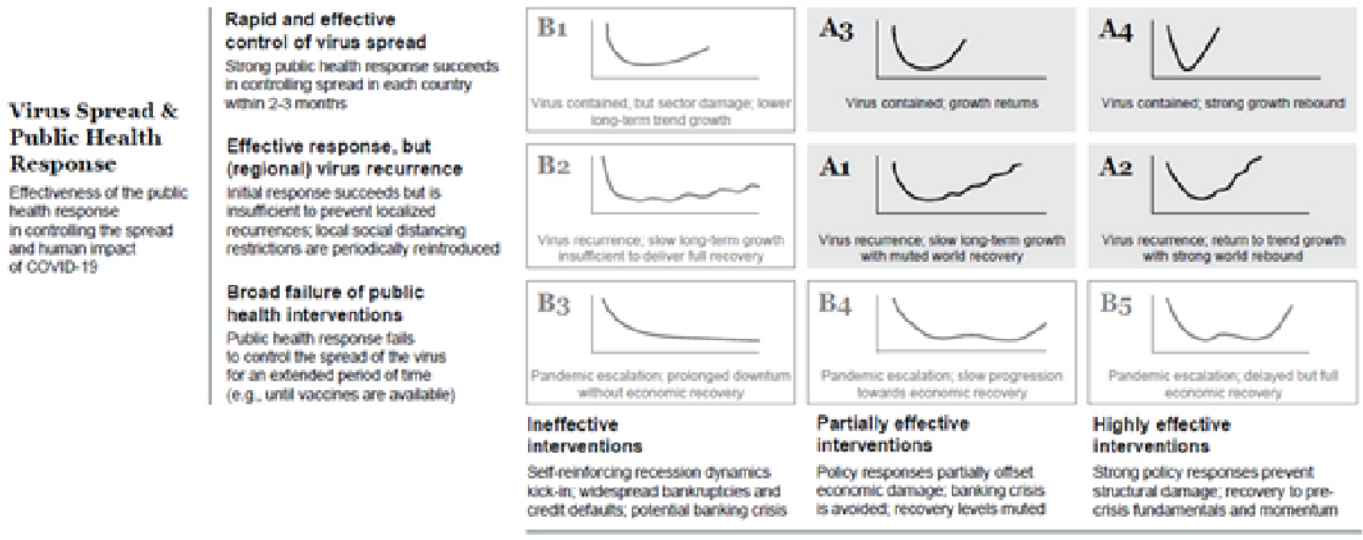 Virus Spread &
Public Health
Response
Effectiveness of the public
health response
in controlling the spread
and human impact
of COVID-19
Rapid and effective
control of virus spread
Strong public health response succeeds
in controlling spread in each country
within 2-3 months
Effective response, but
(regional) virus recurrence
Initial response succeeds but is
insufficient to prevent localized
recurrences; local social distancing
restrictions are periodically reintroduced
Broad failure of public
health interventions
Public health response fails
to control the spread of the virus
for an extended period of time
(e.g., until vaccines are available)
B1
Virus contained, but sector damage; lower
long-term trend growth
A3
Virus contained; growth returns
A4
Virus contained; strong growth rebound
B2
Virus recurrence; slow long-term growth
insufficient to deliver full recovery
A1
Virus recurrence; slow long-term growth
with muted world recovery
A2
Virus recurrence; return to trend growth
with strong world rebound
B3
Pandemic escalation; prolonged downturn
without economic recovery
B4
Pandemic escalation; slow progression
towards economic recovery
B5
Pandemic escalation; delayed but full
economic recovery
Ineffective
interventions
Self-reinforcing recession dynamics
kick-in; widespread bankruptcies and
credit defaults; potential banking crisis
Partially effective
interventions
Policy responses partially offset
economic damage; banking crisis
is avoided; recovery levels muted
Highly effective
interventions
Strong policy responses prevent
structural damage; recovery to pre-
crisis fundamentals and momentum